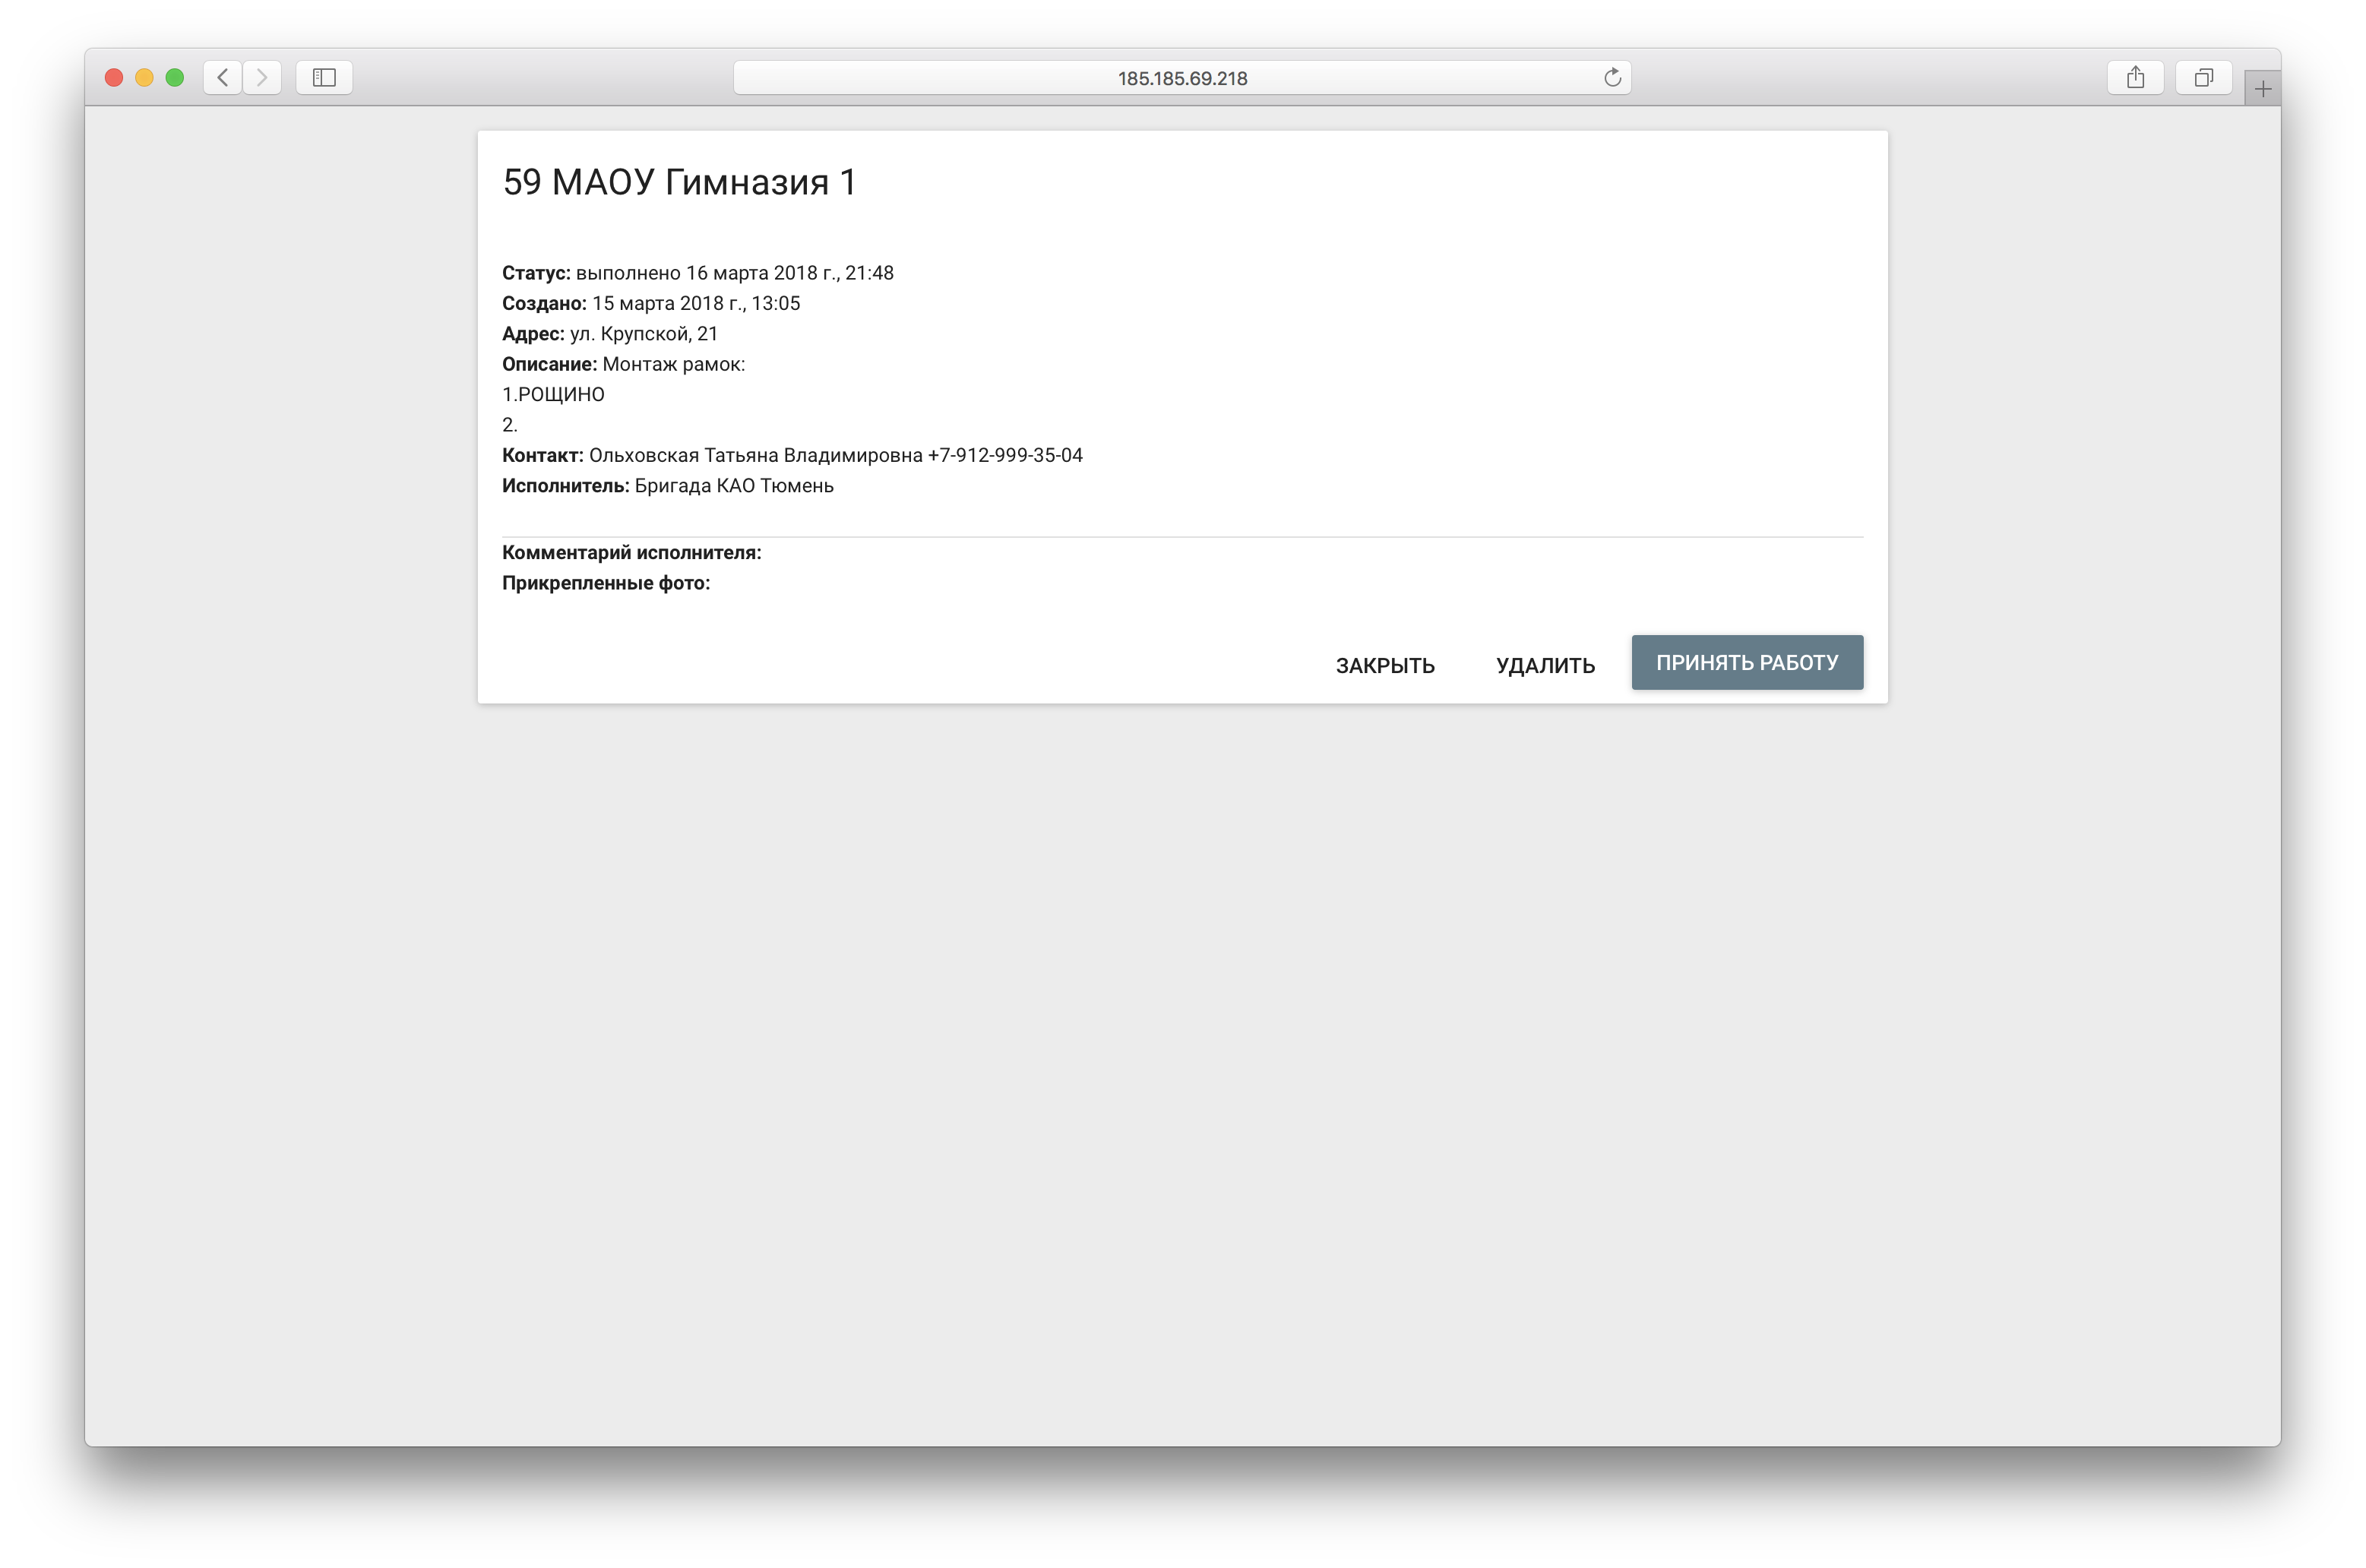 185.185.69.218
59 МАОУ Гимназия 1
Статус: выполнено 16 марта 2018 г., 21:48
Создано: 15 марта 2018 г., 13:05
Адрес: ул. Крупской, 21
Описание: Монтаж рамок:
1.РОЩИНО
2.
Контакт: Ольховская Татьяна Владимировна +7-912-999-35-04
Исполнитель: Бригада КАО Тюмень
Комментарий исполнителя:
Прикрепленные фото:
ЗАКРЫТЬ УДАЛИТЬ ПРИНЯТЬ РАБОТУ